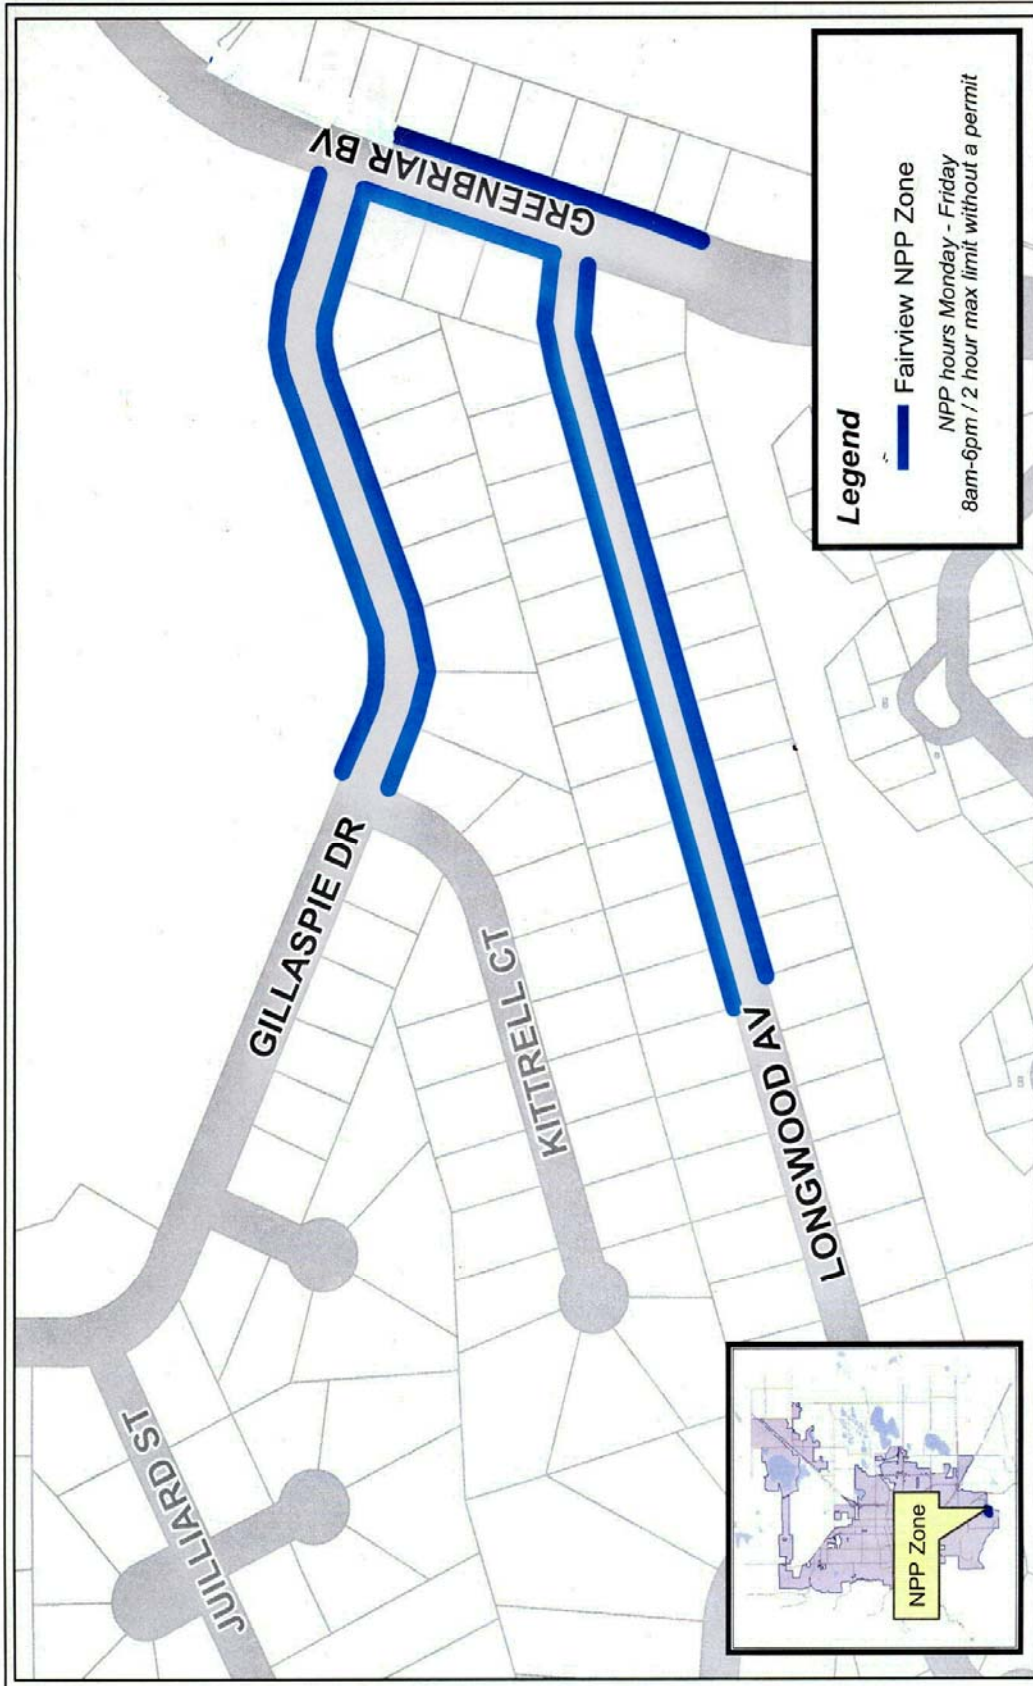 GREENBRIAR BV
GILLASPIE DR
KITTRELL CT
LONGWOOD AV
JUILLIARD ST
Legend
Fairview NPP Zone
NPP hours Monday - Friday
8am-6pm / 2 hour max limit without a permit
NPP Zone